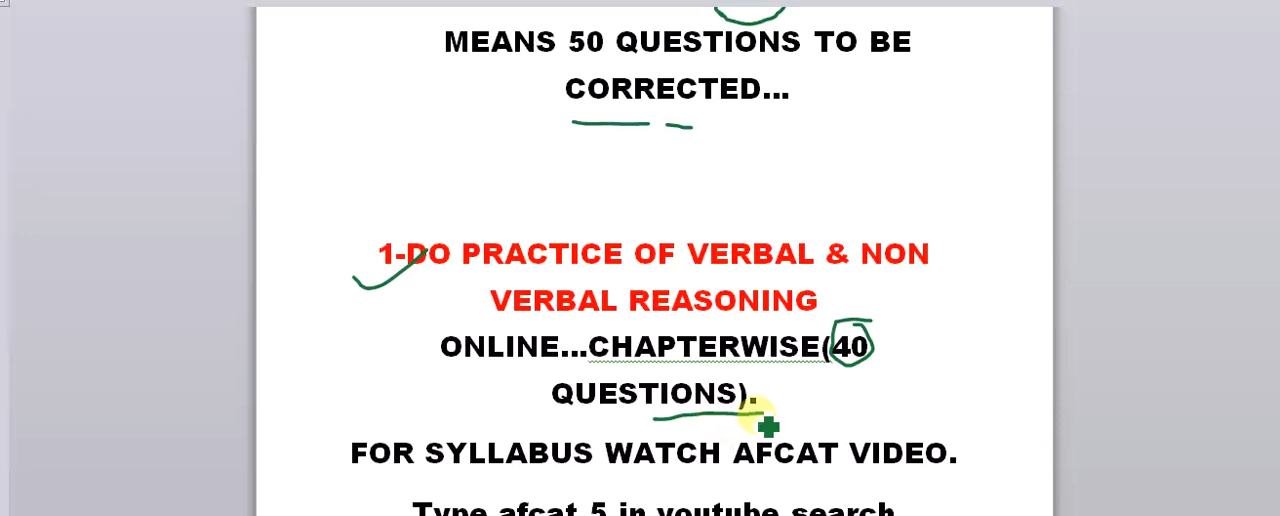 MEANS 50 QUESTIONS TO BE
CORRECTED...
1-DO PRACTICE OF VERBAL & NON
VERBAL REASONING
ONLINE...CHAPTERWISE(40
QUESTIONS).
FOR SYLLABUS WATCH AFCAT VIDEO.
Type afcat 5 in youtube search